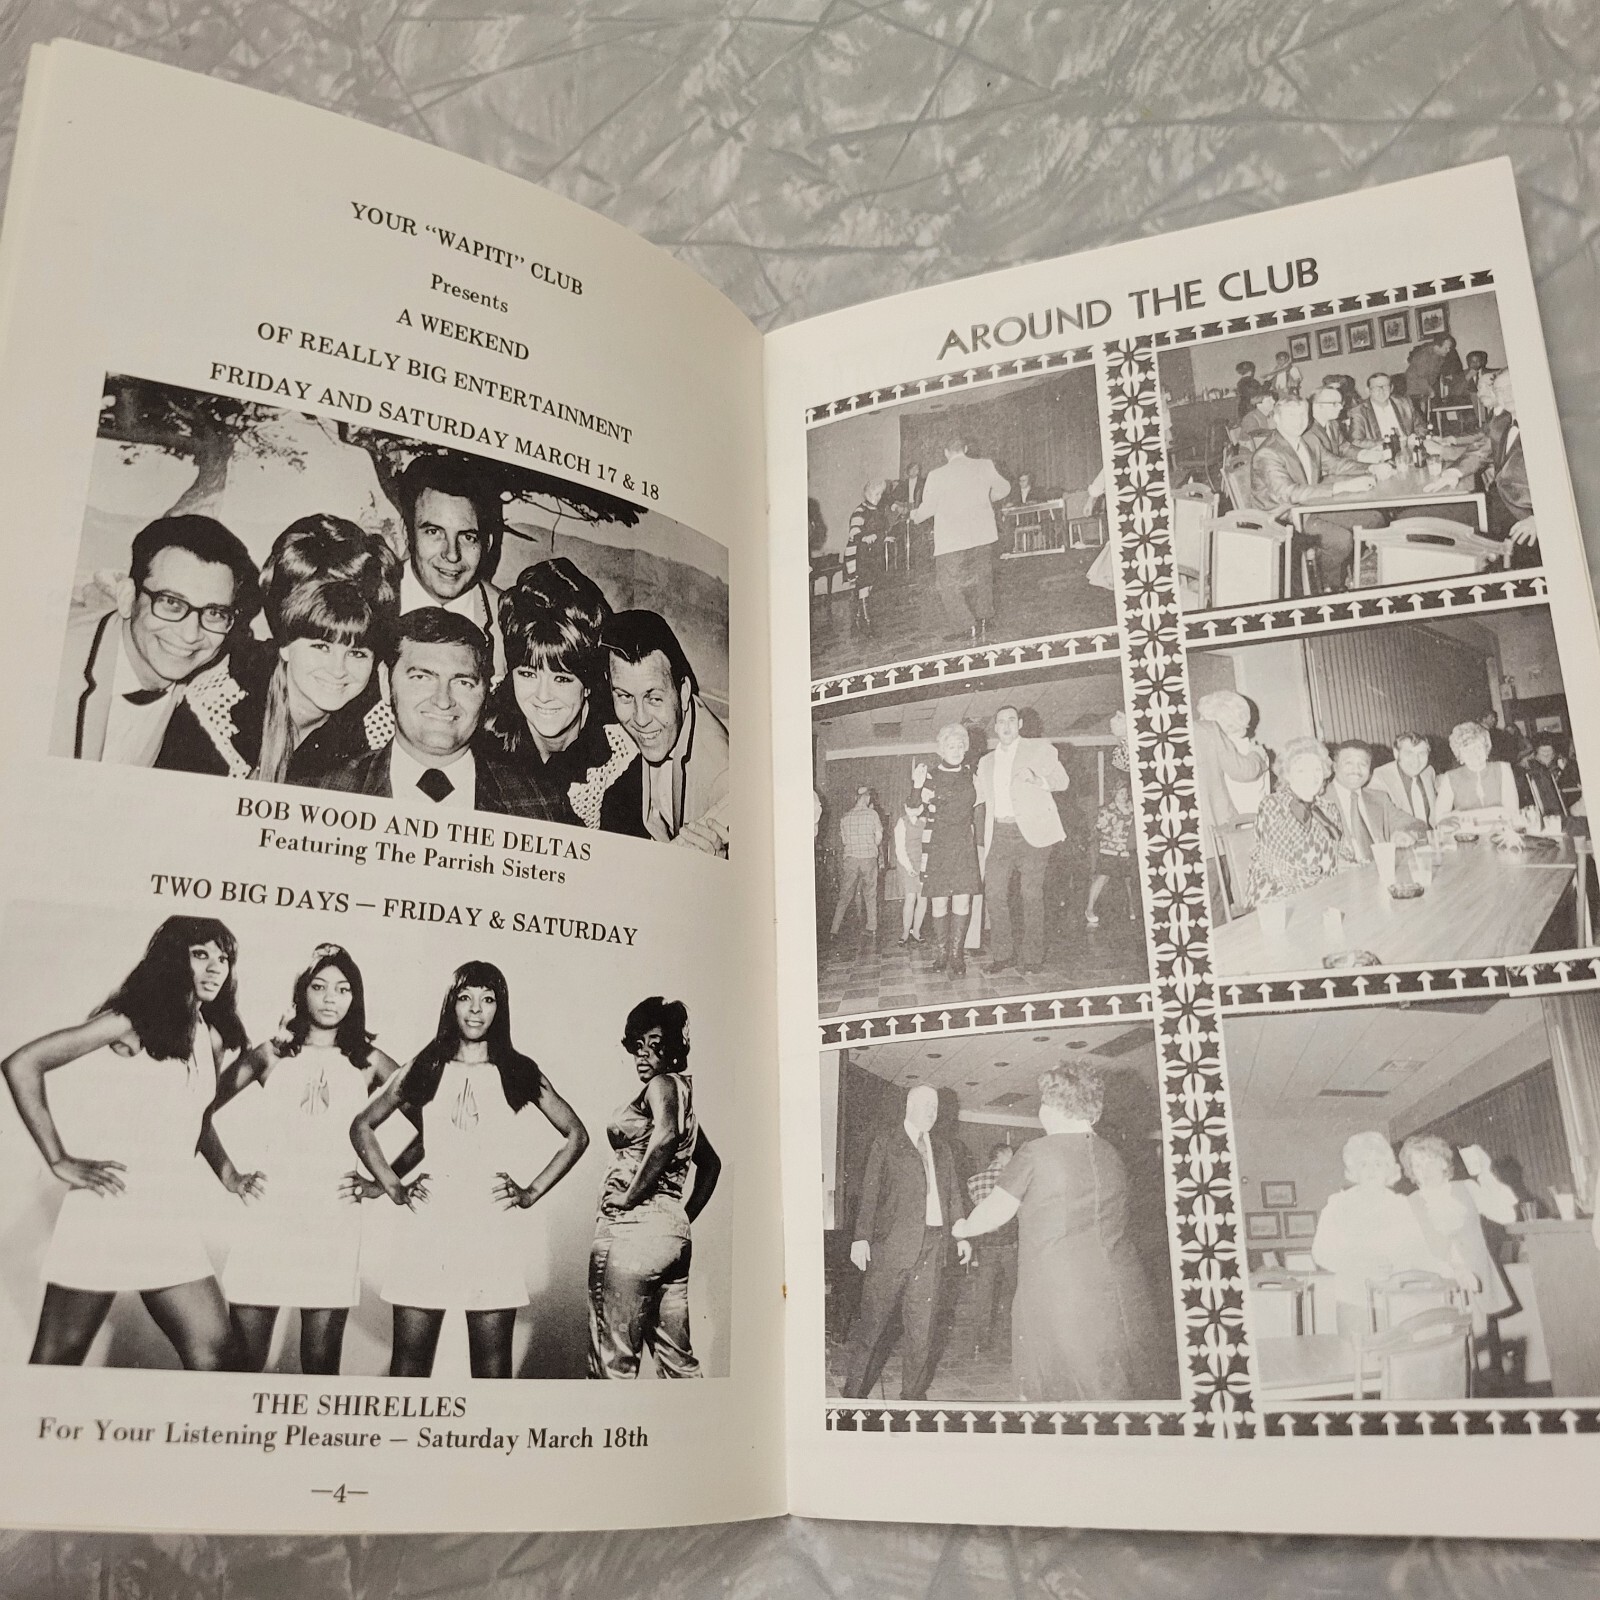 YOUR “WAPITI” CLUB
Presents
A WEEKEND
OF REALLY BIG ENTERTAINMENT
FRIDAY AND SATURDAY MARCH 17 & 18
BOB WOOD AND THE DELTAS
Featuring The Parrish Sisters
TWO BIG DAYS — FRIDAY & SATURDAY
THE SHIRELLES
For Your Listening Pleasure — Saturday March 18th
—4—
AROUND THE CLUB